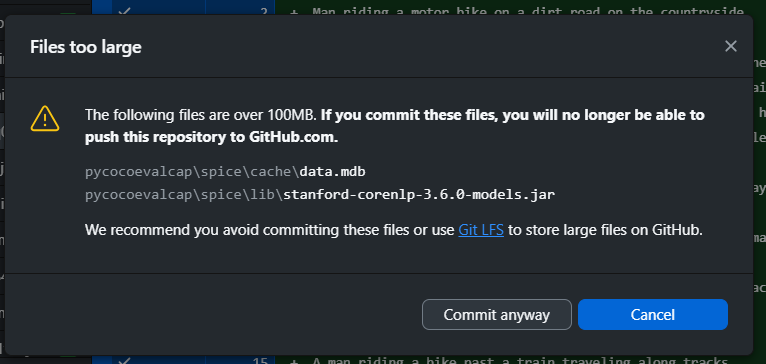 2 + Man riding a motor bike on a dirt road on the countryside
Files too large
The following files are over 100MB. If you commit these files, you will no longer be able to
push this repository to GitHub.com.
pycocoevalcap\spice\cache\data.mdb
pycocoevalcap\spice\lib\stanford-corenlp-3.6.0-models.jar
We recommend you avoid committing these files or use Git LFS to store large files on GitHub.
Commit anyway Cancel
15 + A man riding a bike past a train traveling along tracks